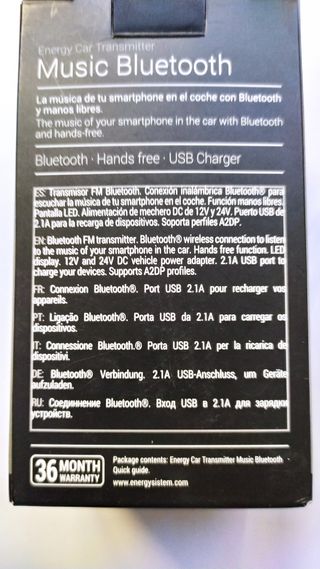 Energy Car Transmitter
Music Bluetooth
La música de tu smartphone en el coche con Bluetooth
y manos libres.
The music of your smartphone in the car with Bluetooth
and hands-free.
Bluetooth · Hands free · USB Charger
ES: Transmisor FM Bluetooth. Conexión inalámbrica Bluetooth® para
escuchar la música de tu smartphone en el coche. Función manos libres.
Pantalla LED. Alimentación de mechero DC de 12V y 24V. Puerto USB de
2.1A para la recarga de dispositivos. Soporta perfiles A2DP.
EN: Bluetooth FM transmitter. Bluetooth® wireless connection to listen
to the music of your smartphone in the car. Hands free function. LED
display. 12V and 24V DC vehicle power adapter. 2.1A USB port to
charge your devices. Supports A2DP profiles.
FR: Connexion Bluetooth®. Port USB 2.1A pour recharger vos
appareils.
PT: Ligação Bluetooth®. Porta USB da 2.1A para carregar os
dispositivos.
IT: Connessione Bluetooth.® Porta USB 2.1A per la ricarica de
dispositivi.
DE: Bluetooth® Verbindung. 2.1A USB-Anschluss, um Geräte
aufzuladen.
RU: Соединнение Bluetooth®. Вход USB в 2.1А для зарядки
устройств.
36 MONTH
WARRANTY
Package contents: Energy Car Transmitter Music Bluetooth
Quick guide.
www.energysistem.com